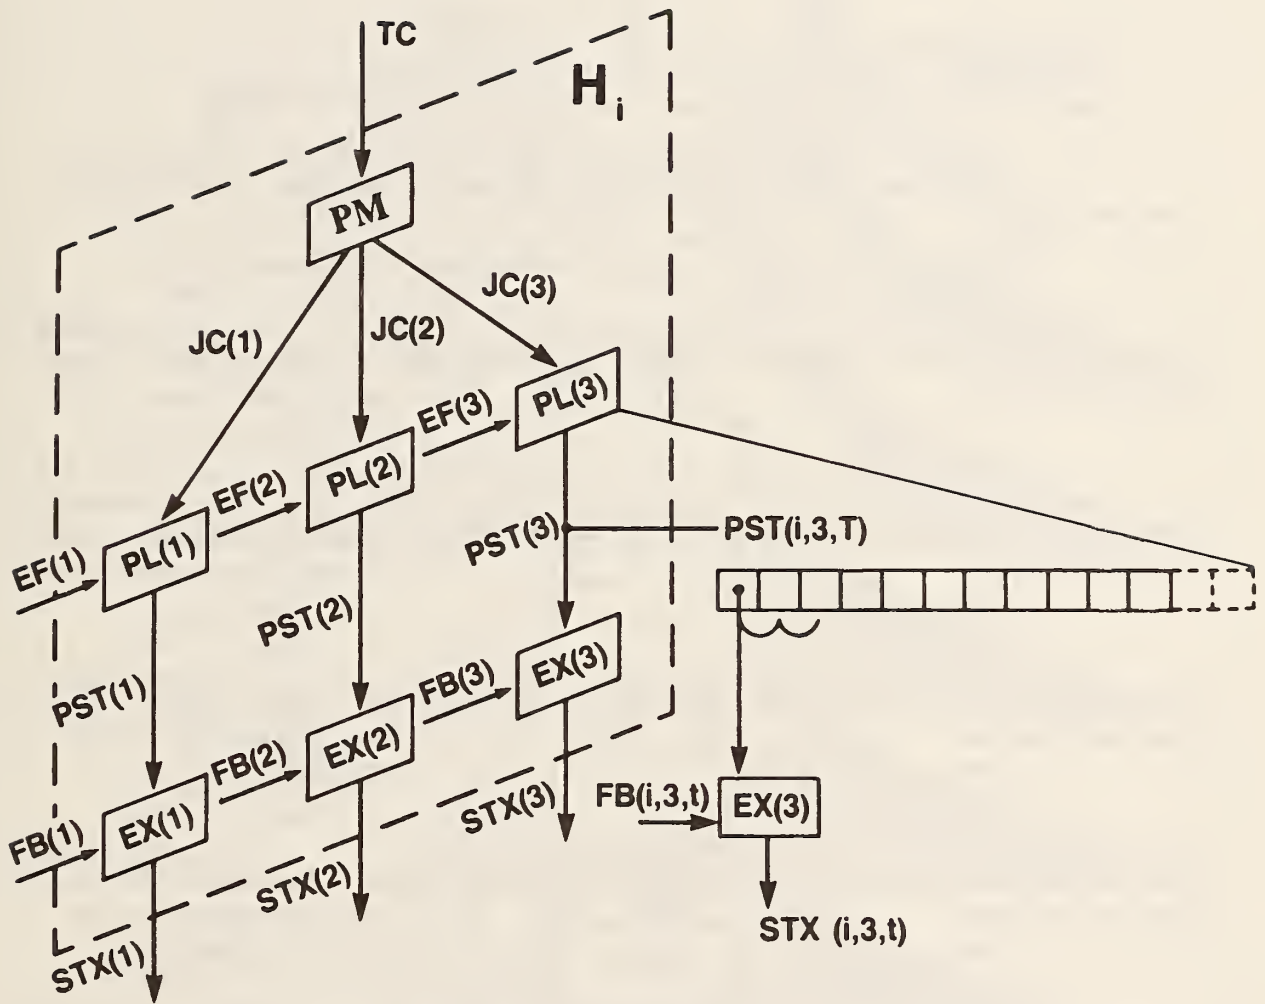 TC
H i
PM
JC(3)
JC(2)
JC(1)
PL(3)
EF(3)
PL(2)
EF(2)
PL(1)
EF(1)
PST(3)
PST(i,3,T)
PST(2)
PST(1)
EX(3)
FB(3)
EX(2)
FB(2)
EX(1)
FB(1)
STX(3)
STX(2)
STX(1)
FB(i,3,t)
EX(3)
STX (i,3,t)